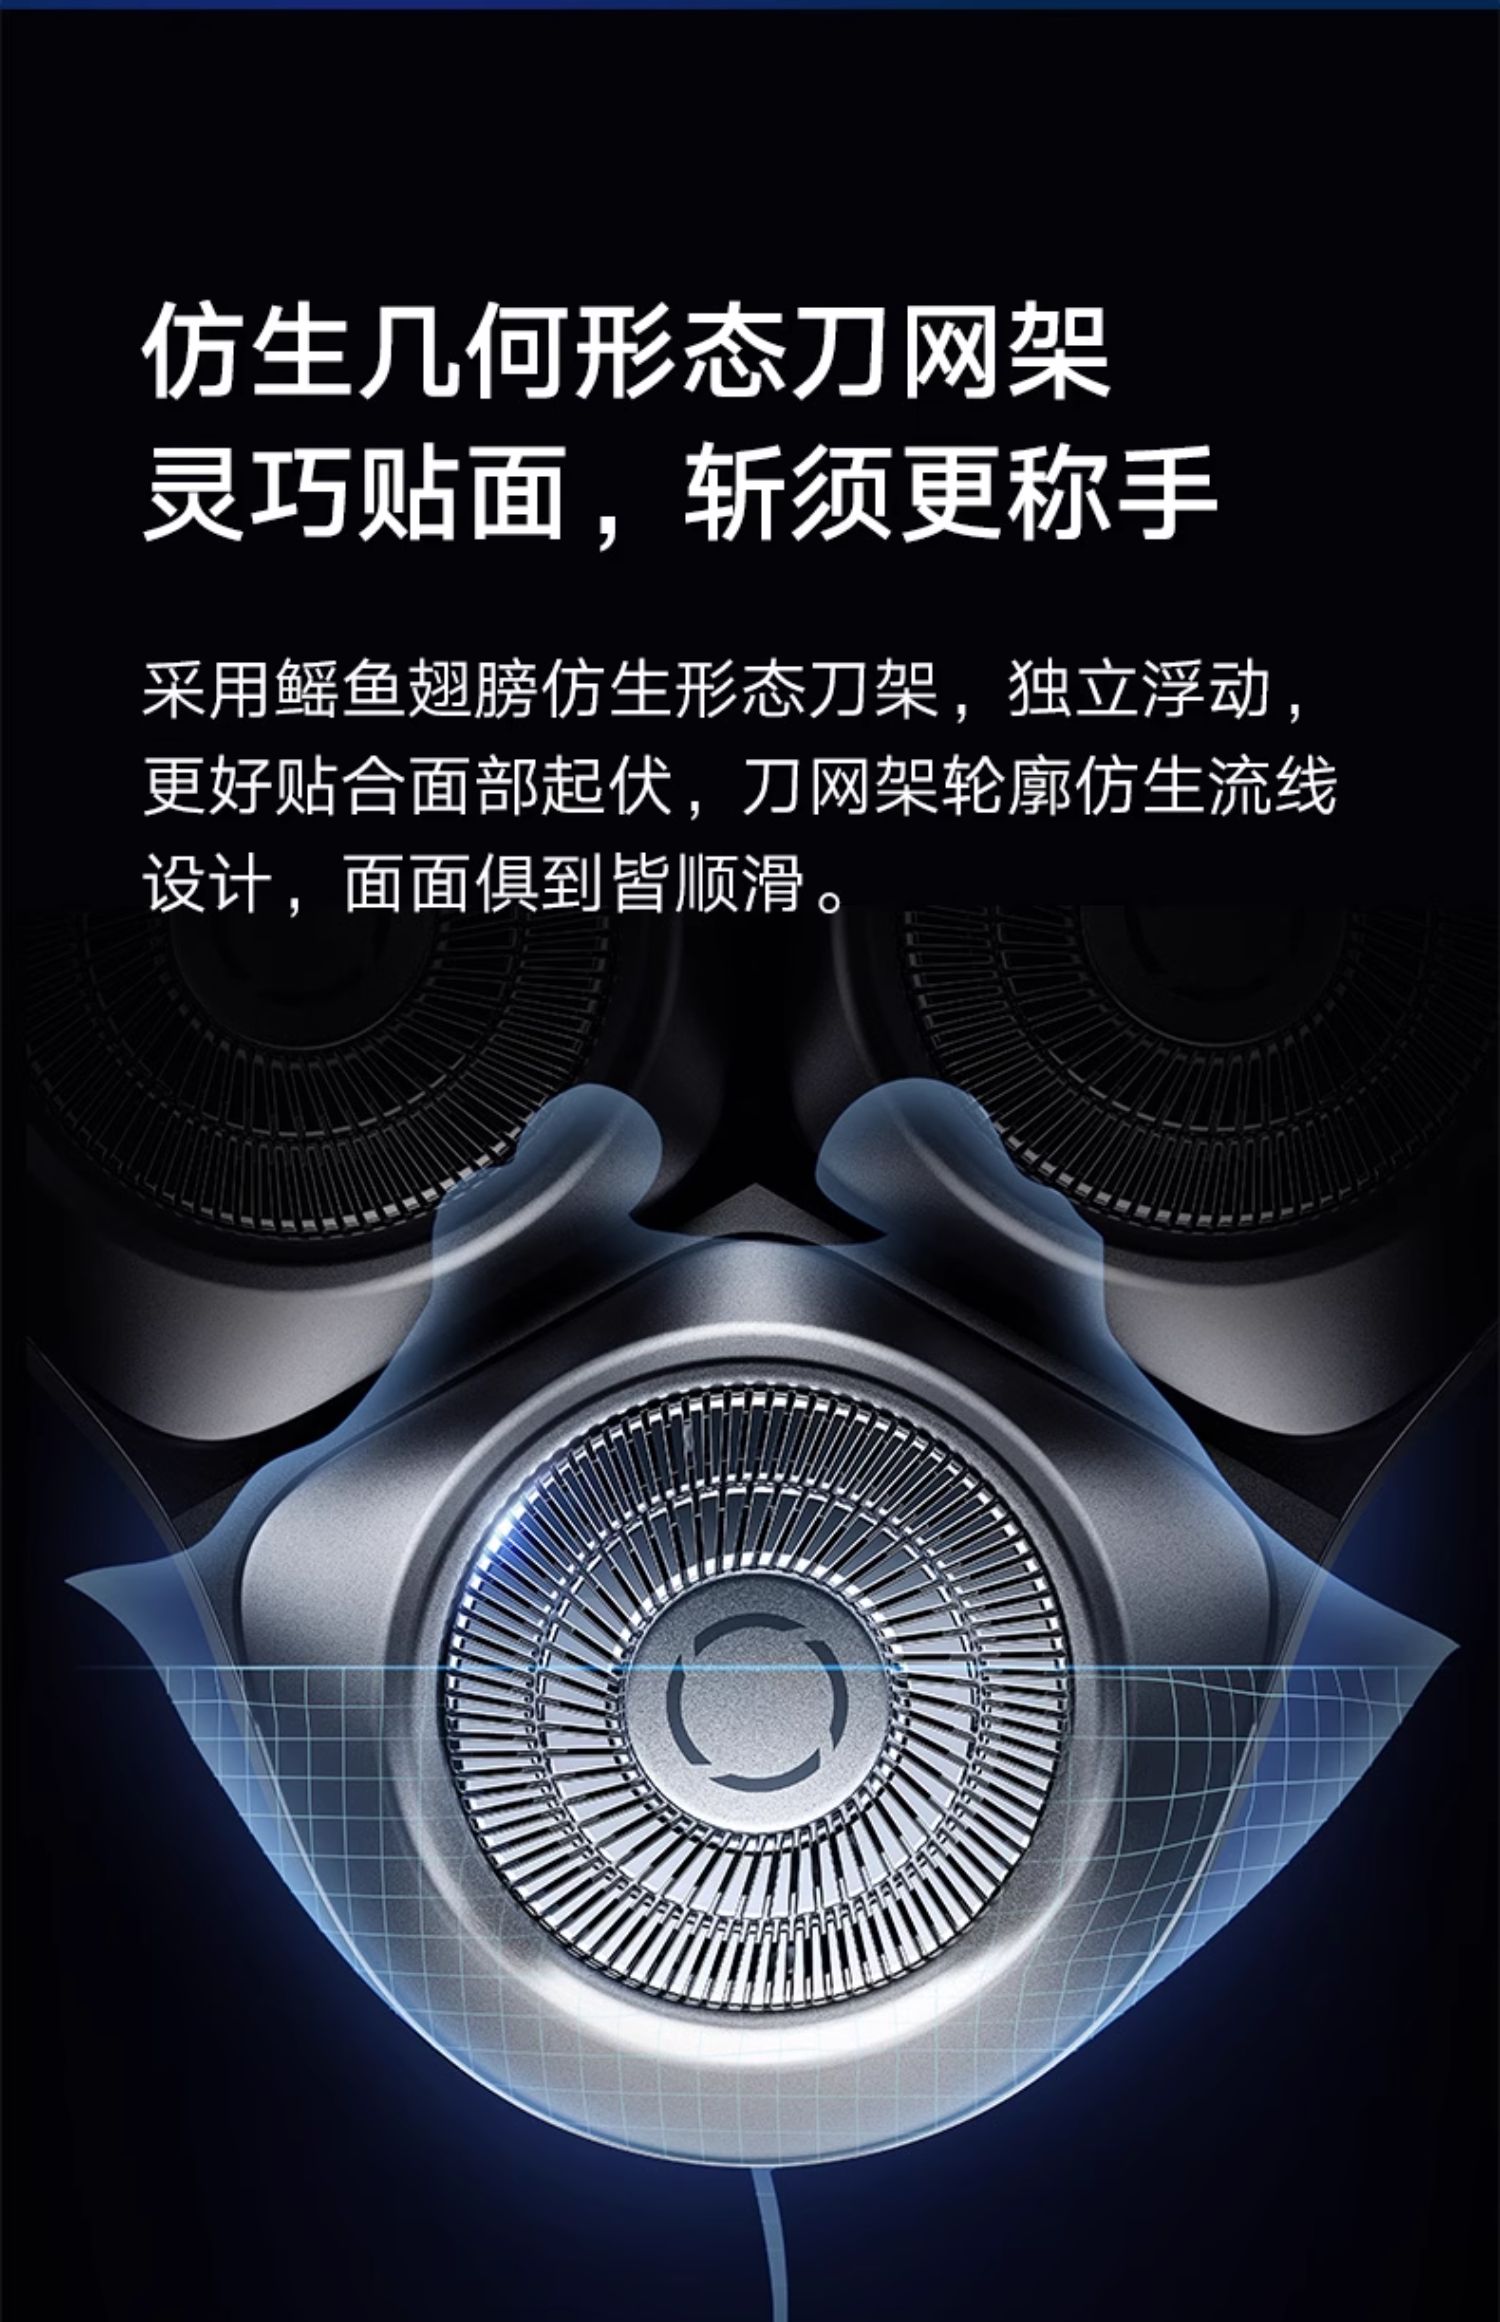 仿生几何形态刀网架
灵巧贴面，斩须更称手
采用鳐鱼翅膀仿生形态刀架，独立浮动，
更好贴合面部起伏，刀网架轮廓仿生流线
设计，面面俱到皆顺滑。